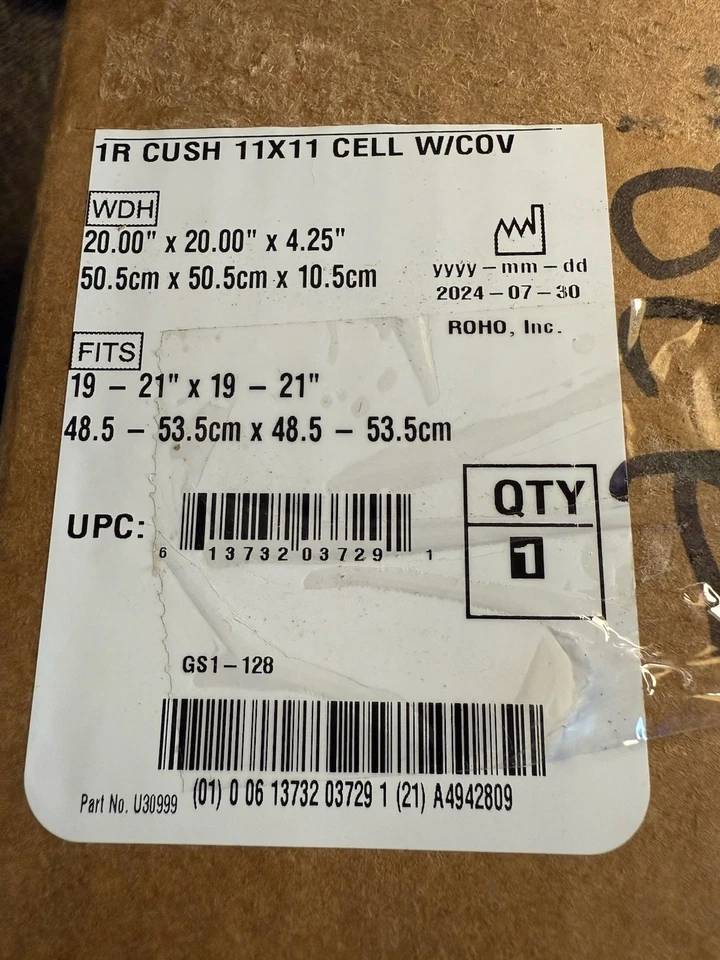 1R CUSH 11X11 CELL W/COV
WDH
20.00" x 20.00" x 4.25"
50.5cm x 50.5cm x 10.5cm
yyyy – mm – dd
2024 – 07 – 30
ROHO, Inc.
FITS
19 – 21" x 19 – 21"
48.5 – 53.5cm x 48.5 – 53.5cm
QTY
1
UPC:
6 13732 03729 1
GS1–128
Part No. U30999 (01) 0 06 13732 03729 1 (21) A4942809